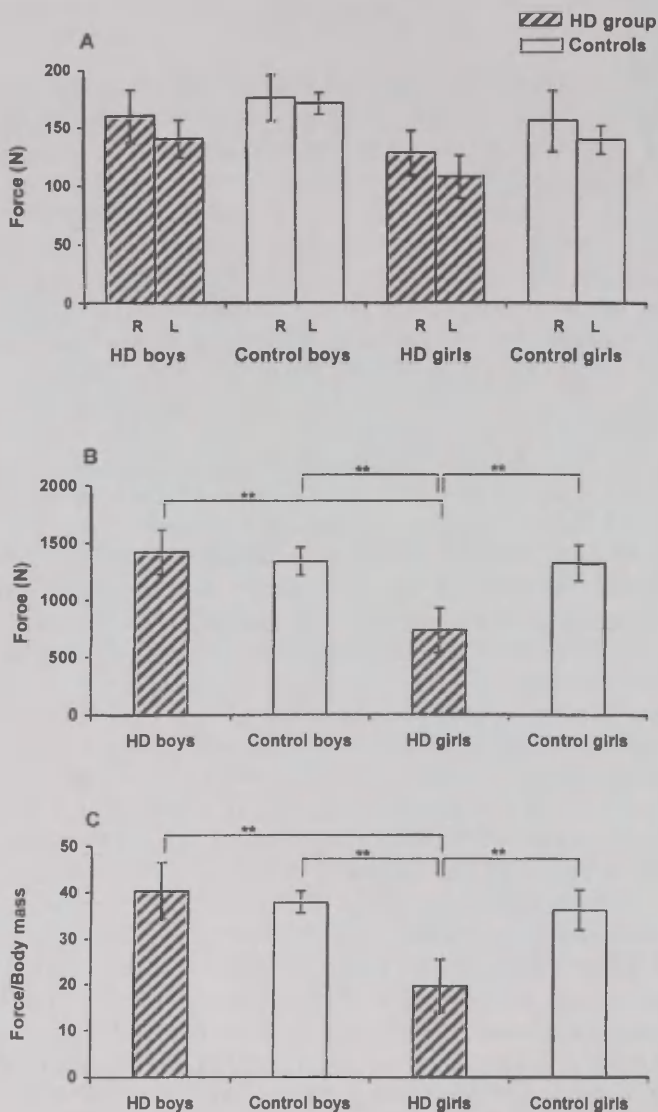 HD group
Controls
A
Force (N)
200
150
100
50
0
R L R L R L R L
HD boys Control boys HD girls Control girls
B
Foroe (N)
2000
1500
1000
500
0
** ** **
HD boys Control boys HD girls Control girls
C
Force/Body mass
50
40
30
20
10
0
** ** **
HD boys Control boys HD girls Control girls